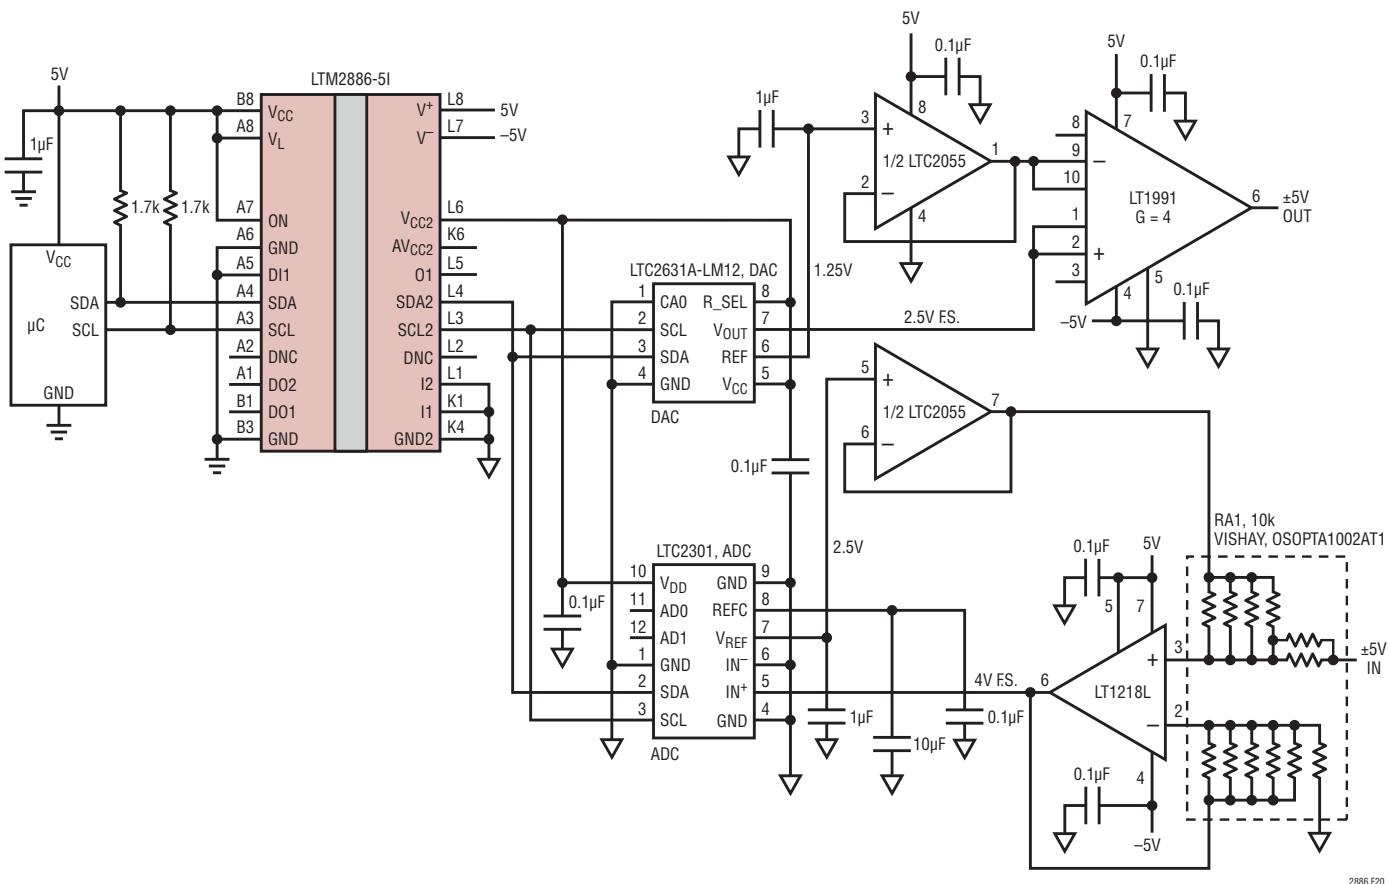 5V
1µF
1.7k
1.7k
VCC
µC
SDA
SCL
GND
LTM2886-5I
B8
VCC
A8
VL
A7
ON
A6
GND
A5
DI1
A4
SDA
A3
SCL
A2
DNC
A1
DO2
B1
DO1
B3
GND
V+
L8
5V
V–
L7
–5V
VCC2
L6
AVCC2
K6
O1
L5
SDA2
L4
SCL2
L3
DNC
L2
I2
L1
I1
K1
GND2
K4
LTC2631A-LM12, DAC
1
CA0
2
SCL
3
SDA
4
GND
R_SEL
8
VOUT
7
REF
6
VCC
5
DAC
0.1µF
LTC2301, ADC
10
VDD
11
AD0
12
AD1
1
GND
2
SDA
3
SCL
GND
9
REFC
8
VREF
7
IN–
6
IN+
5
GND
4
ADC
0.1µF
1µF
1.25V
5V
0.1µF
3
+
8
1/2 LTC2055
1
2
–
4
2.5V F.S.
5V
0.1µF
7
8
9
–
10
LT1991
G = 4
1
2
+
3
6
±5V
OUT
5
4
–5V
0.1µF
5
+
1/2 LTC2055
7
6
–
2.5V
1µF
10µF
0.1µF
4V F.S.
RA1, 10k
VISHAY, OSOPTA1002AT1
5V
0.1µF
5
7
3
+
6
LT1218L
2
–
4
0.1µF
–5V
±5V
IN
2886 F20